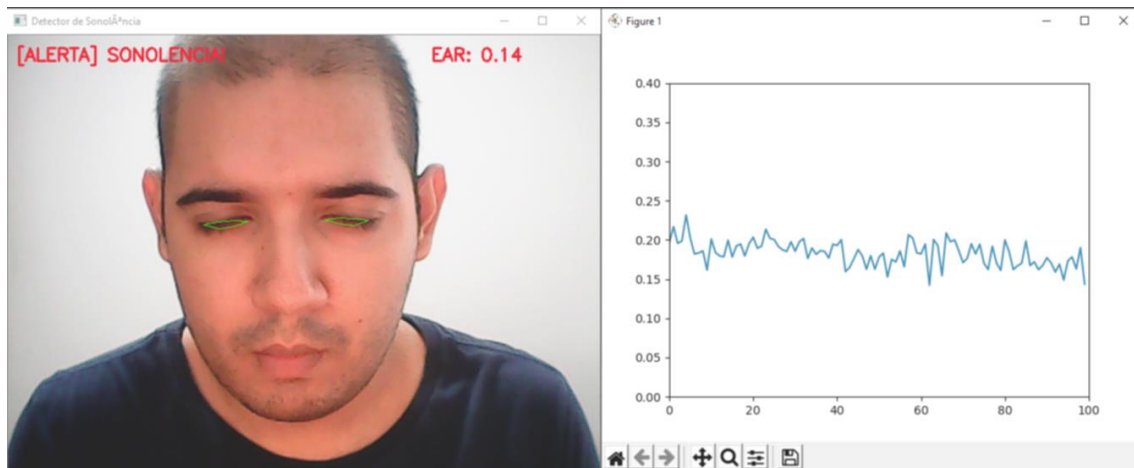 Detector de SonolÃªncia
[ALERTA] SONOLENCIA!
EAR: 0.14
Figure 1
0.40
0.35
0.30
0.25
0.20
0.15
0.10
0.05
0.00
0 20 40 60 80 100